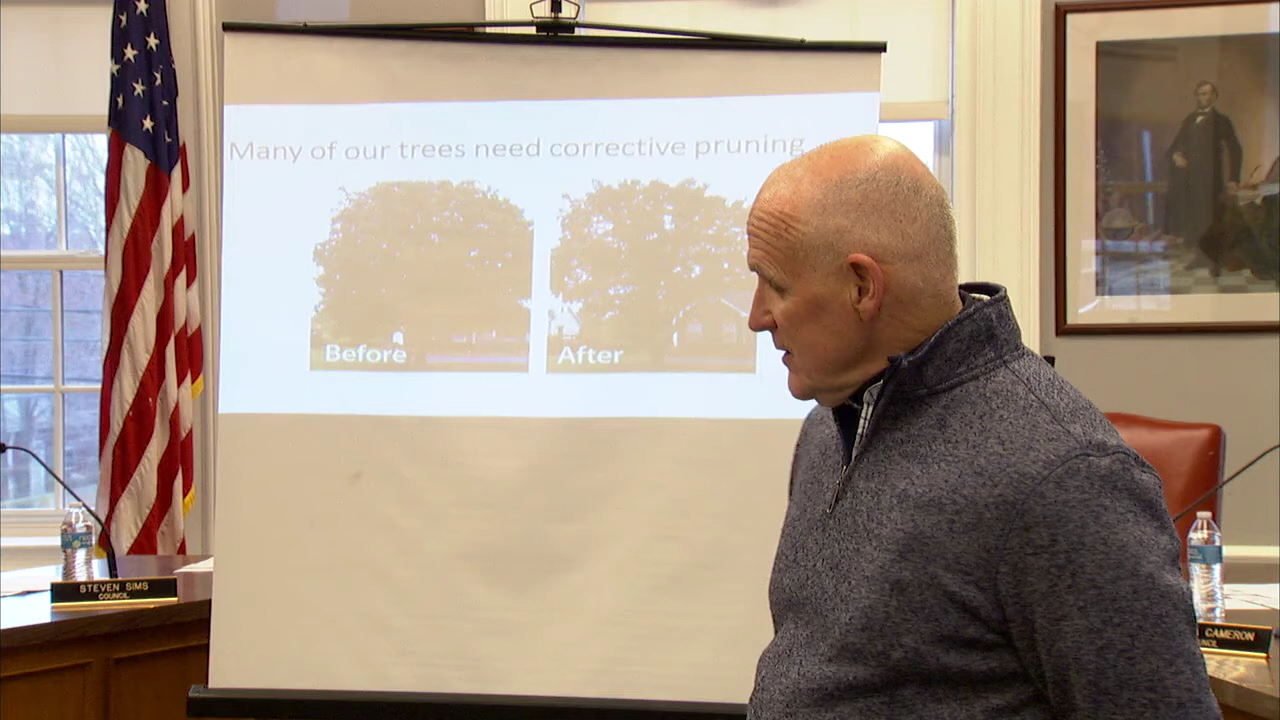 Many of our trees need corrective pruning
Before
After
STEVEN SIMS
COUNCIL
CAMERON